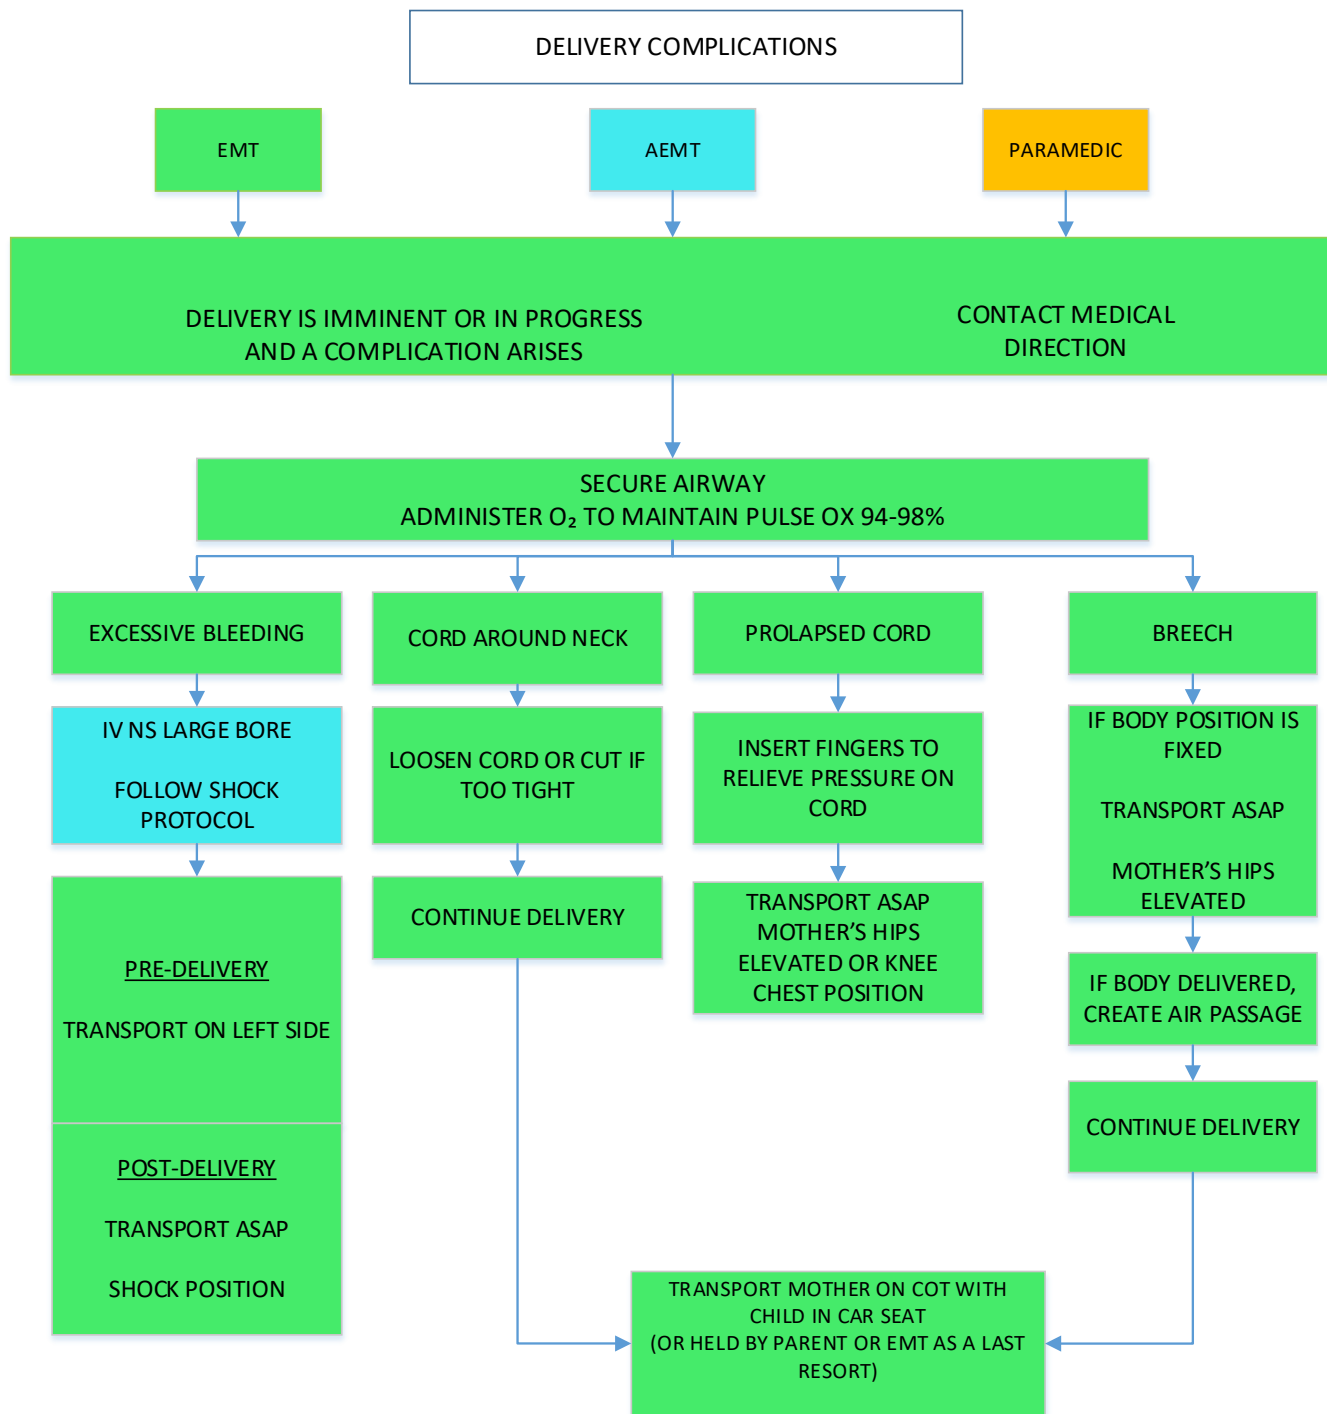 DELIVERY COMPLICATIONS
EMT
AEMT
PARAMEDIC
DELIVERY IS IMMINENT OR IN PROGRESS
AND A COMPLICATION ARISES
CONTACT MEDICAL
DIRECTION
SECURE AIRWAY
ADMINISTER O₂ TO MAINTAIN PULSE OX 94-98%
EXCESSIVE BLEEDING
IV NS LARGE BORE
FOLLOW SHOCK
PROTOCOL
PRE-DELIVERY
TRANSPORT ON LEFT SIDE
POST-DELIVERY
TRANSPORT ASAP
SHOCK POSITION
CORD AROUND NECK
LOOSEN CORD OR CUT IF
TOO TIGHT
CONTINUE DELIVERY
PROLAPSED CORD
INSERT FINGERS TO
RELIEVE PRESSURE ON
CORD
TRANSPORT ASAP
MOTHER’S HIPS
ELEVATED OR KNEE
CHEST POSITION
BREECH
IF BODY POSITION IS
FIXED
TRANSPORT ASAP
MOTHER’S HIPS
ELEVATED
IF BODY DELIVERED,
CREATE AIR PASSAGE
CONTINUE DELIVERY
TRANSPORT MOTHER ON COT WITH
CHILD IN CAR SEAT
(OR HELD BY PARENT OR EMT AS A LAST
RESORT)